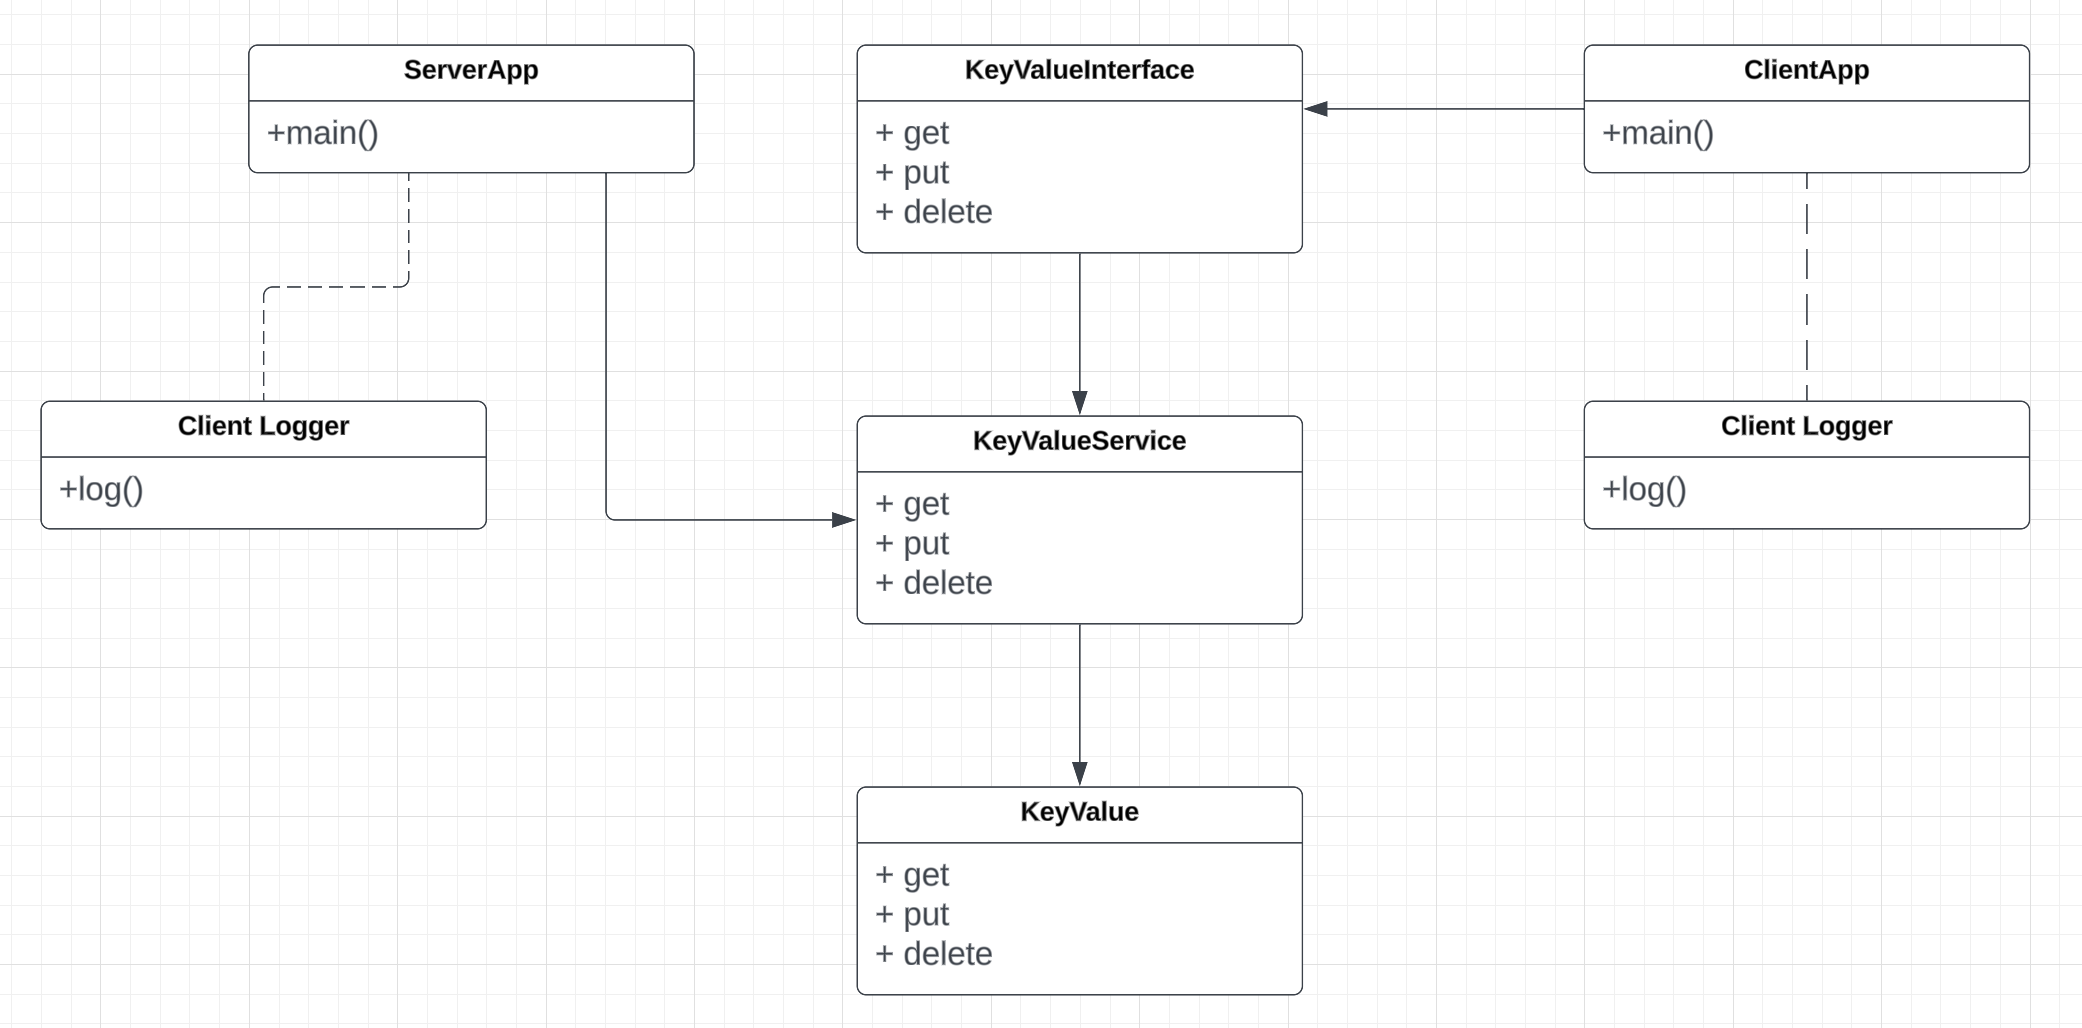 ServerApp
+main()
KeyValueInterface
+ get
+ put
+ delete
ClientApp
+main()
Client Logger
+log()
KeyValueService
+ get
+ put
+ delete
Client Logger
+log()
KeyValue
+ get
+ put
+ delete